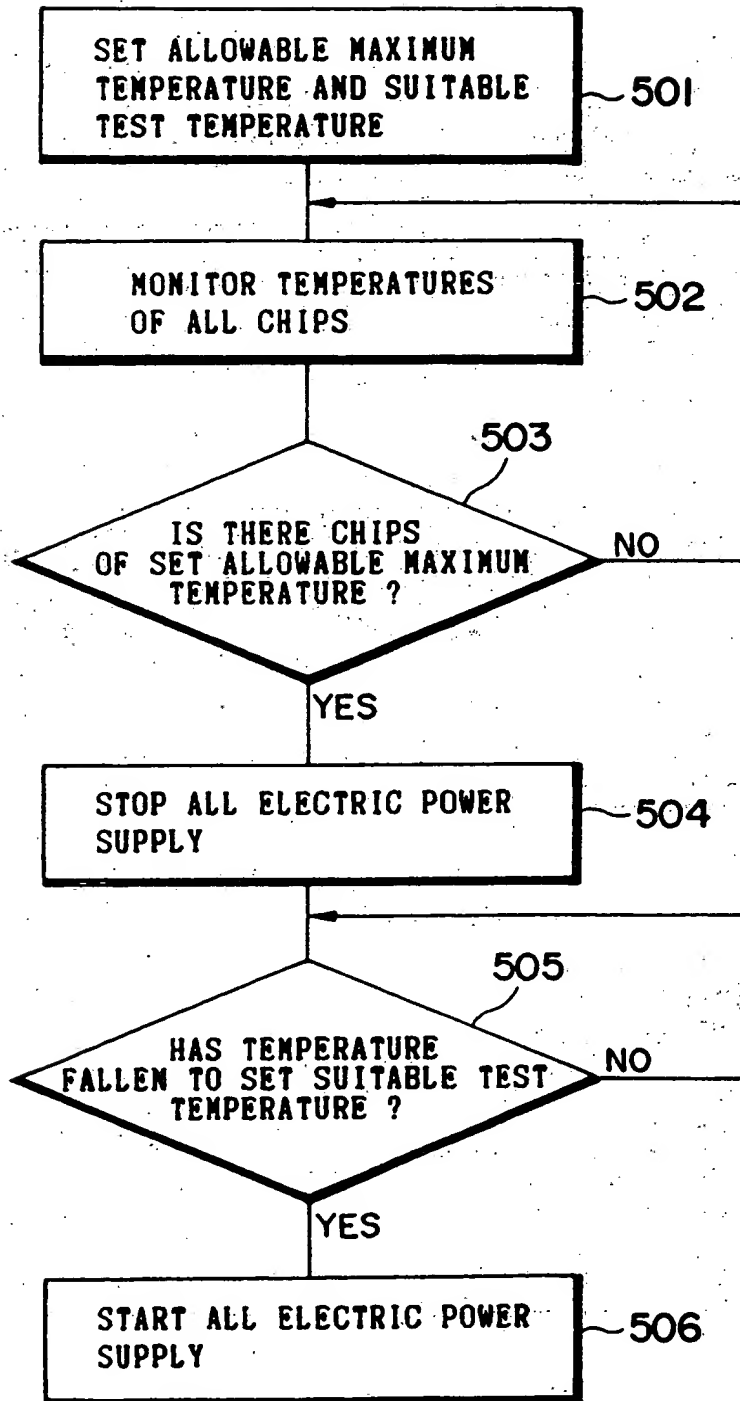 SET ALLOWABLE MAXIMUM
TEMPERATURE AND SUITABLE
TEST TEMPERATURE
501
MONITOR TEMPERATURES
OF ALL CHIPS
502
503
IS THERE CHIPS
OF SET ALLOWABLE MAXIMUM
TEMPERATURE ?
NO
YES
STOP ALL ELECTRIC POWER
SUPPLY
504
505
HAS TEMPERATURE
FALLEN TO SET SUITABLE TEST
TEMPERATURE ?
NO
YES
START ALL ELECTRIC POWER
SUPPLY
506